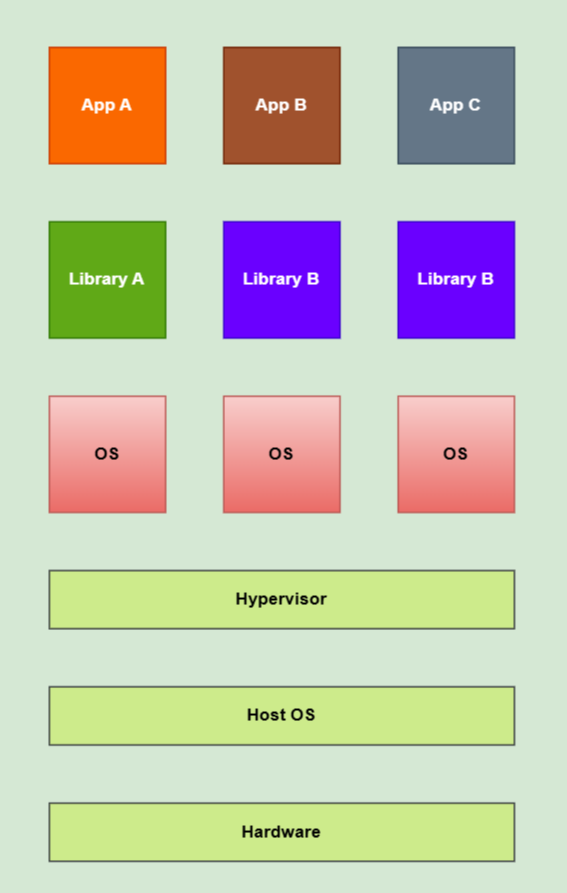 App A
App B
App C
Library A
Library B
Library B
OS
OS
OS
Hypervisor
Host OS
Hardware